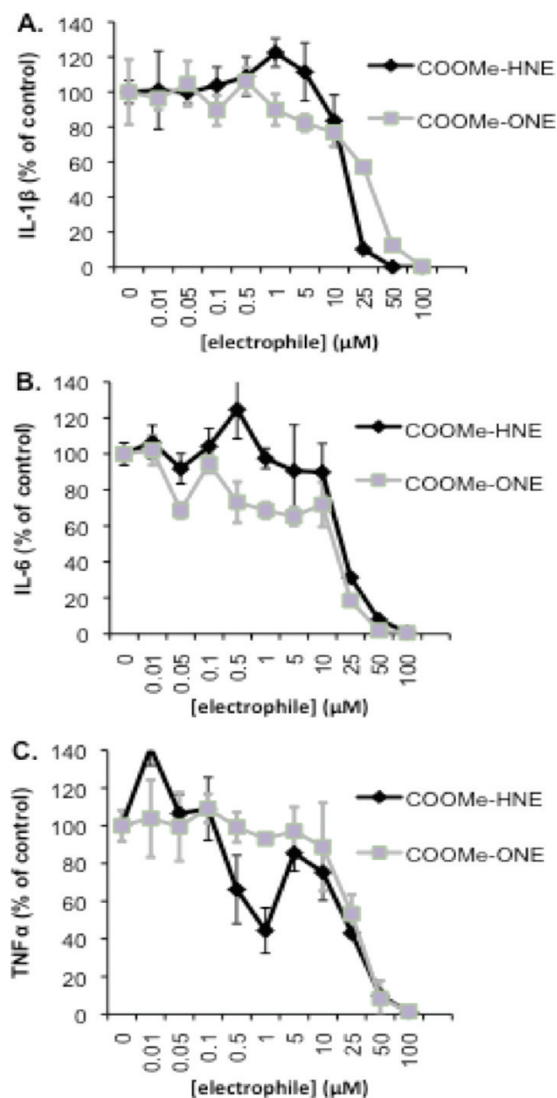 A.
140
120
100
80
60
40
20
0
IL-1β (% of control)
COOMe-HNE
COOMe-ONE
0 0.01 0.05 0.1 0.5 1 5 10 25 50 100
[electrophile] (μM)
B.
140
120
100
80
60
40
20
0
IL-6 (% of control)
COOMe-HNE
COOMe-ONE
0 0.01 0.05 0.1 0.5 1 5 10 25 50 100
[electrophile] (μM)
C.
140
120
100
80
60
40
20
0
TNFα (% of control)
COOMe-HNE
COOMe-ONE
0 0.01 0.05 0.1 0.5 1 5 10 25 50 100
[electrophile] (μM)